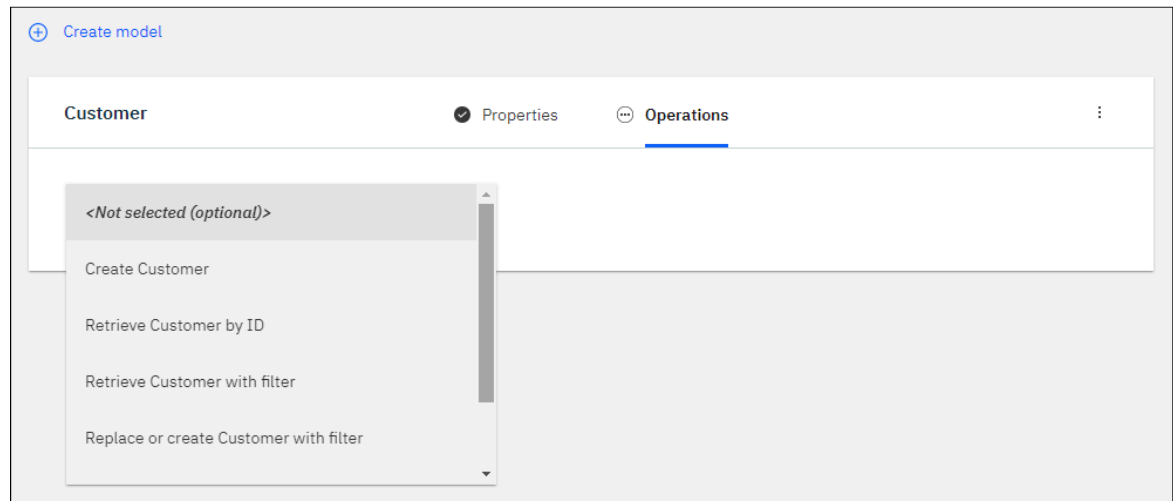 Create model
Customer Properties Operations
<Not selected (optional)>
Create Customer
Retrieve Customer by ID
Retrieve Customer with filter
Replace or create Customer with filter